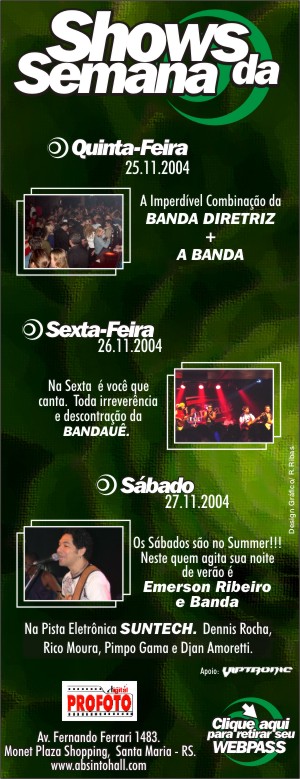 Shows da
Semana
Quinta-Feira
25.11.2004
A Imperdível Combinação da
BANDA DIRETRIZ
+
A BANDA
Sexta-Feira
26.11.2004
Na Sexta é você que
canta. Toda irreverência
e descontração da
BANDAUÊ.
Design Gráfico/ R.Ribas
Sábado
27.11.2004
Os Sábados são no Summer!!!
Neste quem agita sua noite
de verão é
Emerson Ribeiro
e Banda
Na Pista Eletrônica SUNTECH. Dennis Rocha,
Rico Moura, Pimpo Gama e Djan Amoretti.
Apoio: VIPTRONIC
digital
PROFOTO
Clique aqui
para retirar seu
WEBPASS
Av. Fernando Ferrari 1483.
Monet Plaza Shopping, Santa Maria - RS.
www.absintohall.com